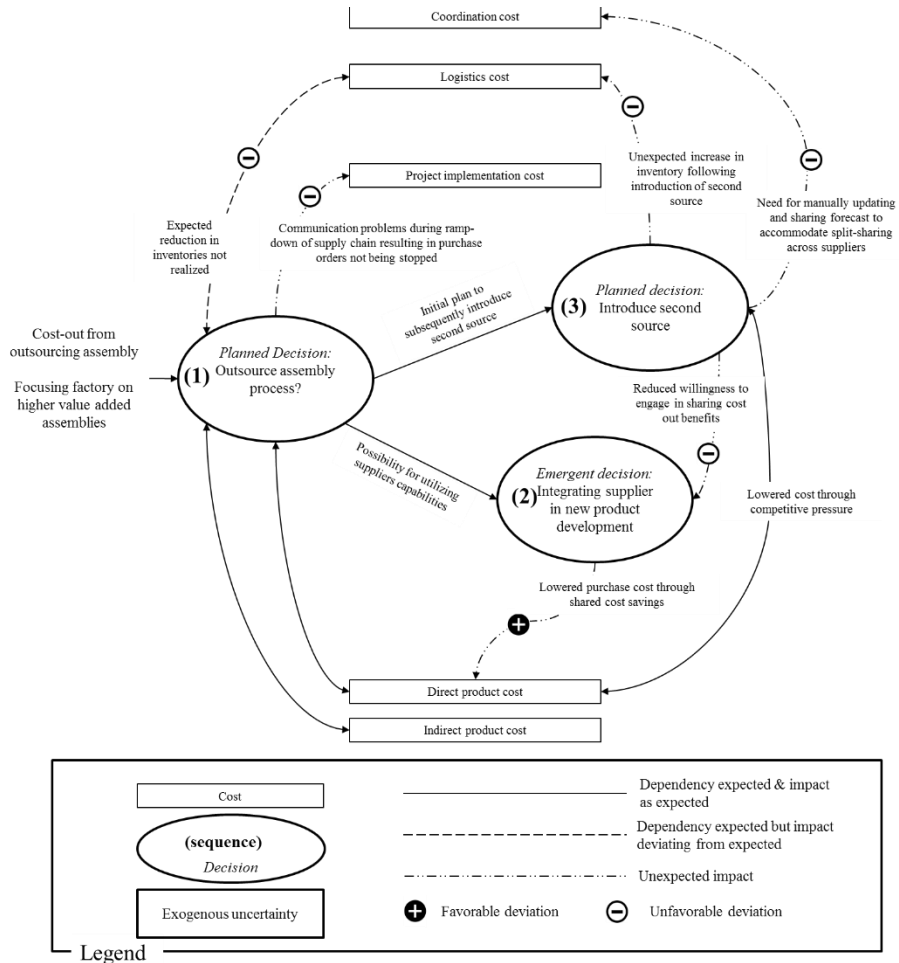 Coordination cost
Logistics cost
Project implementation cost
Unexpected increase in
inventory following
introduction of second
source
Need for manually updating
and sharing forecast to
accommodate split-sharing
across suppliers
Expected
reduction in
inventories not
realized
Communication problems during ramp-
down of supply chain resulting in purchase
orders not being stopped
Initial plan to
subsequently introduce
second source
(3)
Planned decision:
Introduce second
source
Cost-out from
outsourcing assembly
Focusing factory on
higher value added
assemblies
(1)
Planned Decision:
Outsource assembly
process?
Reduced willingness to
engage in sharing cost
out benefits
Possibility for utilizing
suppliers capabilities
(2)
Emergent decision:
Integrating supplier
in new product
development
Lowered cost through
competitive pressure
Lowered purchase cost through
shared cost savings
Direct product cost
Indirect product cost
Cost
(sequence)
Decision
Exogenous uncertainty
Dependency expected & impact
as expected
Dependency expected but impact
deviating from expected
Unexpected impact
Favorable deviation
Unfavorable deviation
Legend